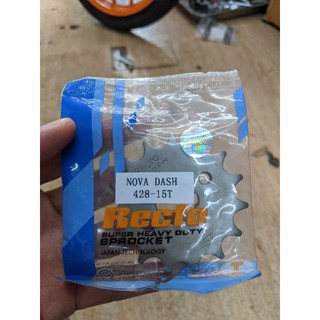 NOVA DASH
428-15T
Recto
SUPER HEAVY DUTY
SPROCKET
JAPAN TECHNOLOGY